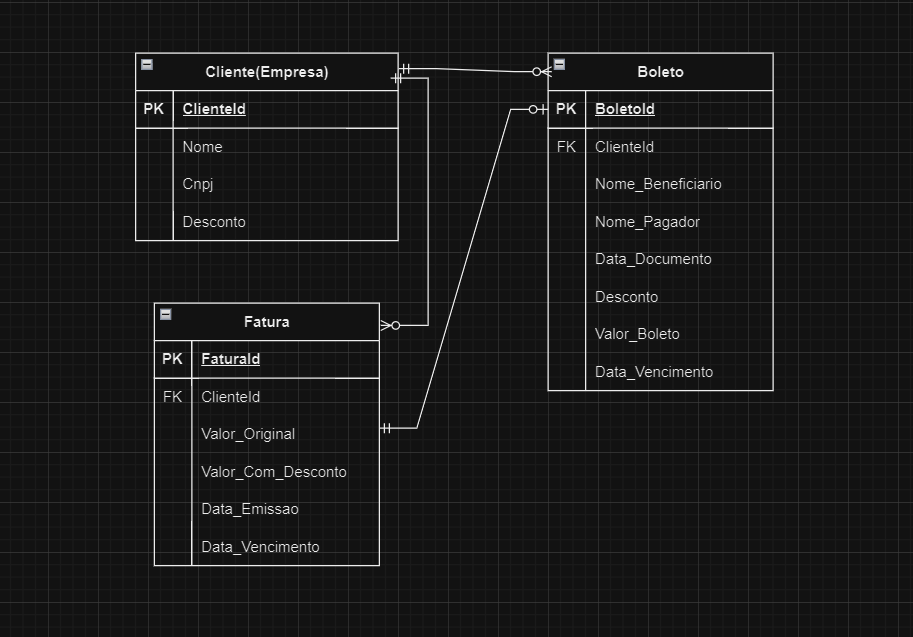 Cliente(Empresa)
PK ClienteId
Nome
Cnpj
Desconto
Boleto
PK BoletoId
FK ClienteId
Nome_Beneficiario
Nome_Pagador
Data_Documento
Desconto
Valor_Boleto
Data_Vencimento
Fatura
PK FaturaId
FK ClienteId
Valor_Original
Valor_Com_Desconto
Data_Emissao
Data_Vencimento